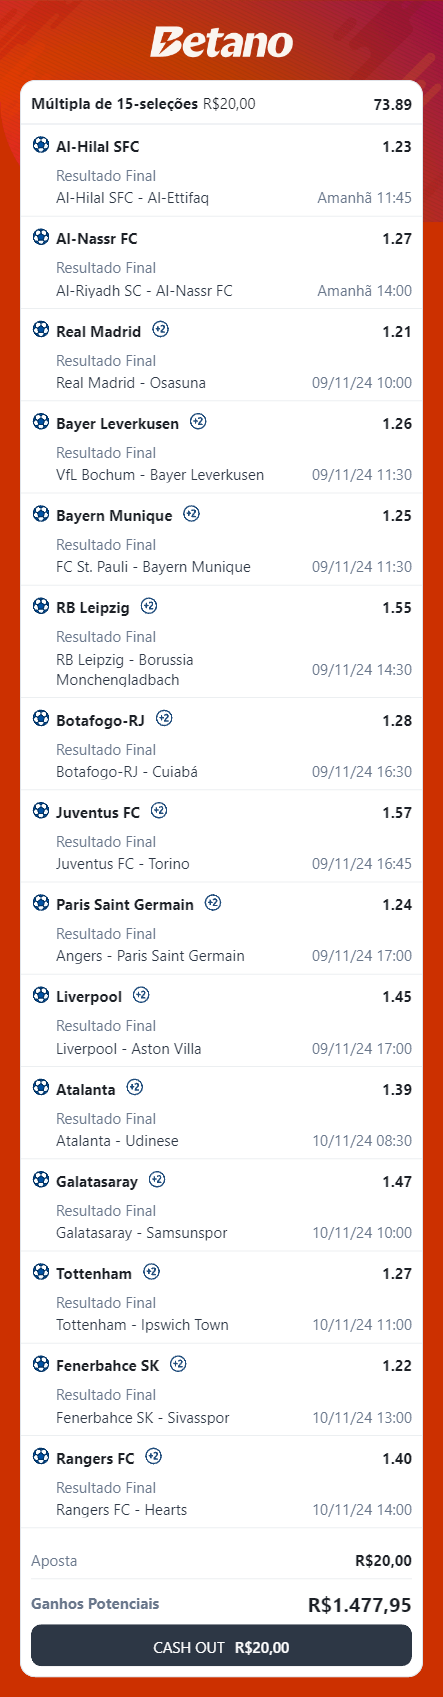 Betano
Múltipla de 15-seleções R$20,00 73.89
Al-Hilal SFC 1.23
Resultado Final
Al-Hilal SFC - Al-Ettifaq Amanhã 11:45
Al-Nassr FC 1.27
Resultado Final
Al-Riyadh SC - Al-Nassr FC Amanhã 14:00
Real Madrid +2 1.21
Resultado Final
Real Madrid - Osasuna 09/11/24 10:00
Bayer Leverkusen +2 1.26
Resultado Final
VfL Bochum - Bayer Leverkusen 09/11/24 11:30
Bayern Munique +2 1.25
Resultado Final
FC St. Pauli - Bayern Munique 09/11/24 11:30
RB Leipzig +2 1.55
Resultado Final
RB Leipzig - Borussia
Monchengladbach 09/11/24 14:30
Botafogo-RJ +2 1.28
Resultado Final
Botafogo-RJ - Cuiabá 09/11/24 16:30
Juventus FC +2 1.57
Resultado Final
Juventus FC - Torino 09/11/24 16:45
Paris Saint Germain +2 1.24
Resultado Final
Angers - Paris Saint Germain 09/11/24 17:00
Liverpool +2 1.45
Resultado Final
Liverpool - Aston Villa 09/11/24 17:00
Atalanta +2 1.39
Resultado Final
Atalanta - Udinese 10/11/24 08:30
Galatasaray +2 1.47
Resultado Final
Galatasaray - Samsunspor 10/11/24 10:00
Tottenham +2 1.27
Resultado Final
Tottenham - Ipswich Town 10/11/24 11:00
Fenerbahce SK +2 1.22
Resultado Final
Fenerbahce SK - Sivasspor 10/11/24 13:00
Rangers FC +2 1.40
Resultado Final
Rangers FC - Hearts 10/11/24 14:00
Aposta R$20,00
Ganhos Potenciais R$1.477,95
CASH OUT R$20,00